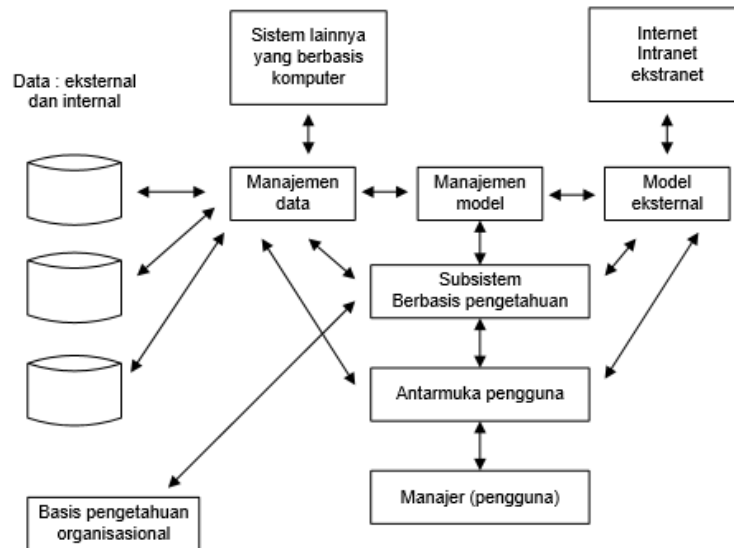 Sistem lainnya
yang berbasis
komputer
Internet
Intranet
ekstranet
Data : eksternal
dan internal
Manajemen
data
Manajemen
model
Model
eksternal
Subsistem
Berbasis pengetahuan
Antarmuka pengguna
Manajer (pengguna)
Basis pengetahuan
organisasional